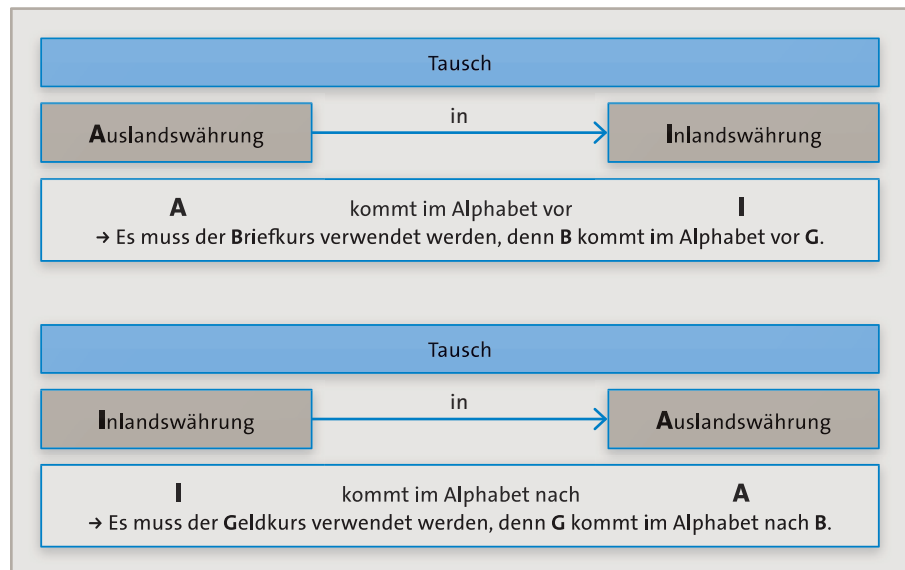 Tausch
Auslandswährung in Inlandswährung
A kommt im Alphabet vor I
→ Es muss der Briefkurs verwendet werden, denn B kommt im Alphabet vor G.
Tausch
Inlandswährung in Auslandswährung
I kommt im Alphabet nach A
→ Es muss der Geldkurs verwendet werden, denn G kommt im Alphabet nach B.